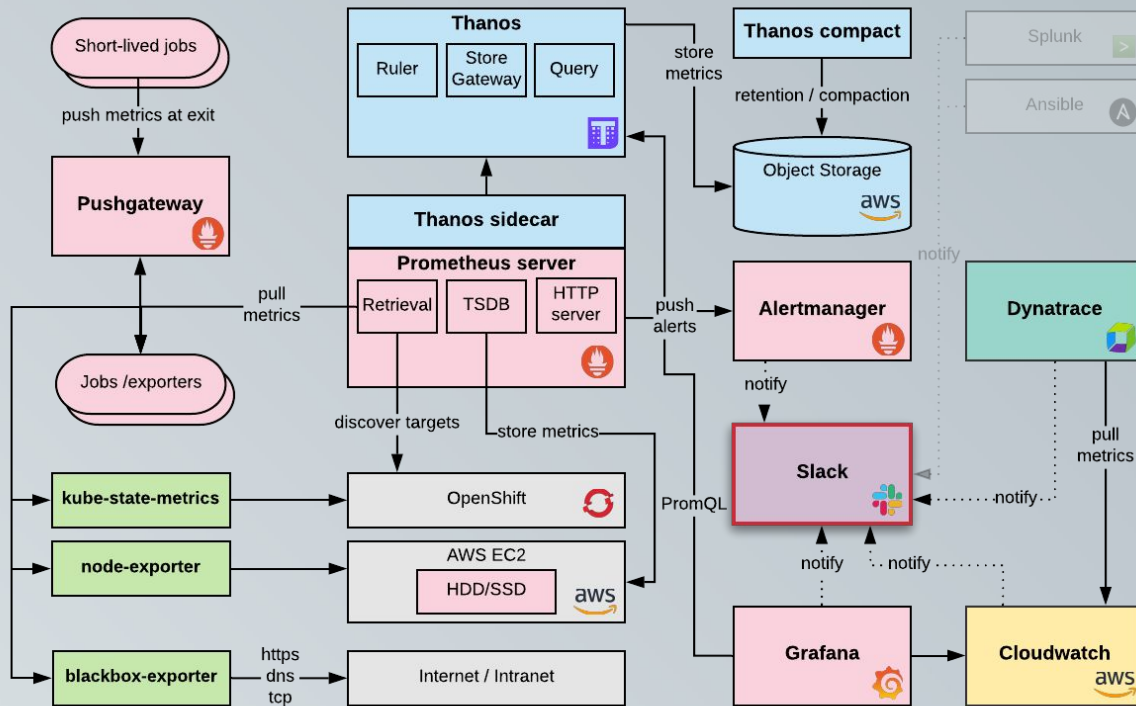 Short-lived jobs
push metrics at exit
Pushgateway
pull
metrics
Jobs /exporters
kube-state-metrics
node-exporter
blackbox-exporter
https
dns
tcp
Thanos
Ruler
Store
Gateway
Query
Thanos sidecar
Prometheus server
Retrieval
TSDB
HTTP
server
discover targets
store metrics
OpenShift
AWS EC2
HDD/SSD
aws
Internet / Intranet
store
metrics
push
alerts
PromQL
Thanos compact
retention / compaction
Object Storage
aws
Alertmanager
notify
Slack
notify
notify
Grafana
Splunk
>
Ansible
A
notify
Dynatrace
pull
metrics
notify
Cloudwatch
aws